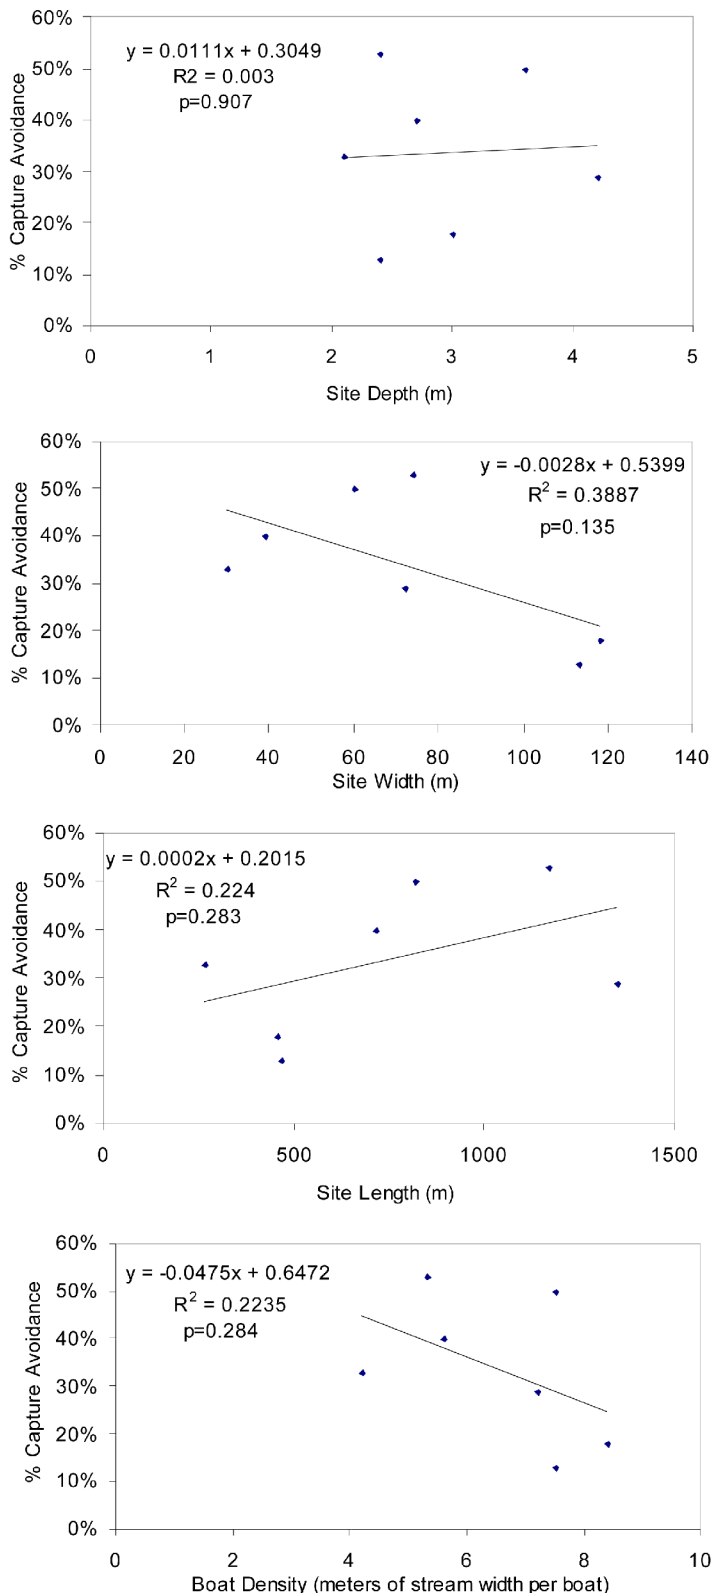 60%
y = 0.0111x + 0.3049
R2 = 0.003
p=0.907
50%
40%
30%
20%
10%
0%
% Capture Avoidance
0 1 2 3 4 5
Site Depth (m)
60%
y = -0.0028x + 0.5399
R² = 0.3887
p=0.135
50%
40%
30%
20%
10%
0%
% Capture Avoidance
0 20 40 60 80 100 120 140
Site Width (m)
60%
y = 0.0002x + 0.2015
R² = 0.224
p=0.283
50%
40%
30%
20%
10%
0%
% Capture Avoidance
0 500 1000 1500
Site Length (m)
60%
y = -0.0475x + 0.6472
R² = 0.2235
p=0.284
50%
40%
30%
20%
10%
0%
% Capture Avoidance
0 2 4 6 8 10
Boat Density (meters of stream width per boat)